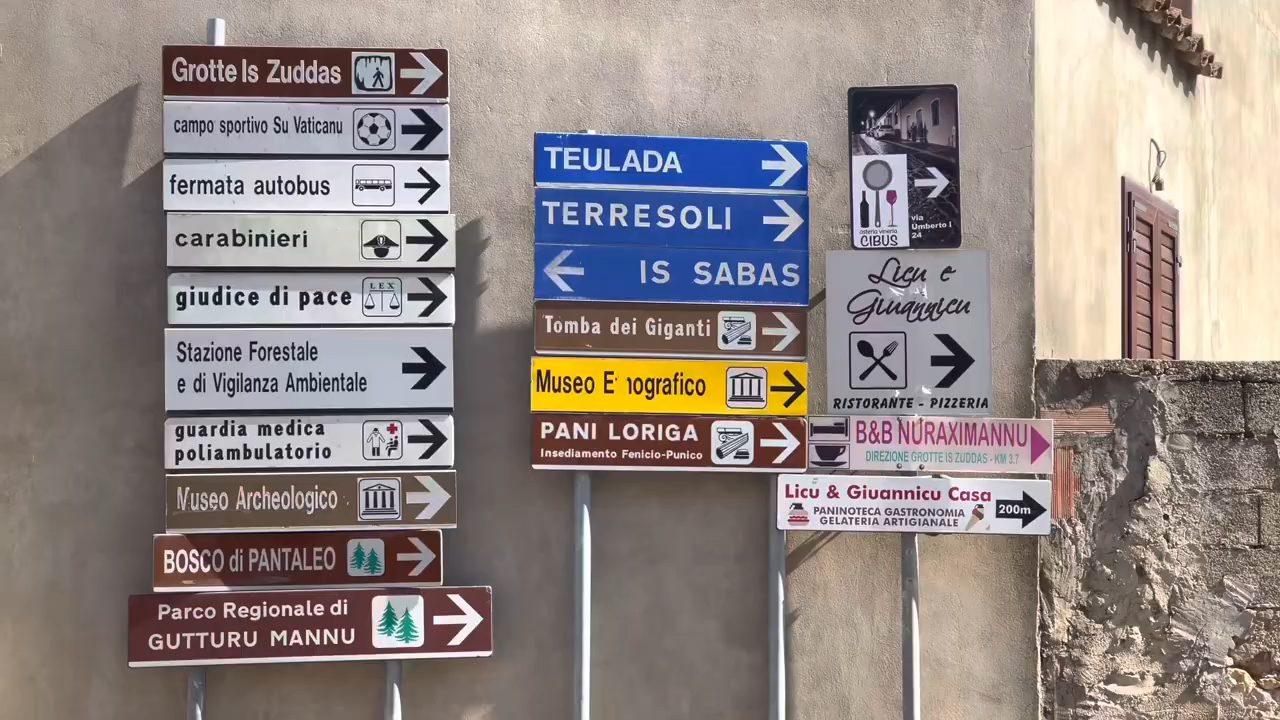 Grotte Is Zuddas
campo sportivo Su Vaticanu
fermata autobus
carabinieri
giudice di pace
LEX
Stazione Forestale
e di Vigilanza Ambientale
guardia medica
poliambulatorio
Museo Archeologico
BOSCO di PANTALEO
Parco Regionale di
GUTTURU MANNU
TEULADA
TERRESOLI
IS SABAS
Tomba dei Giganti
Museo E nografico
PANI LORIGA
Insediamento Fenicio-Punico
via
Umberto I
24
osteria vineria
CIBUS
Licu e
Giuannicu
RISTORANTE - PIZZERIA
B&B NURAXIMANNU
DIREZIONE GROTTE IS ZUDDAS - KM 3.7
Licu & Giuannicu Casa
PANINOTECA GASTRONOMIA
GELATERIA ARTIGIANALE
200m